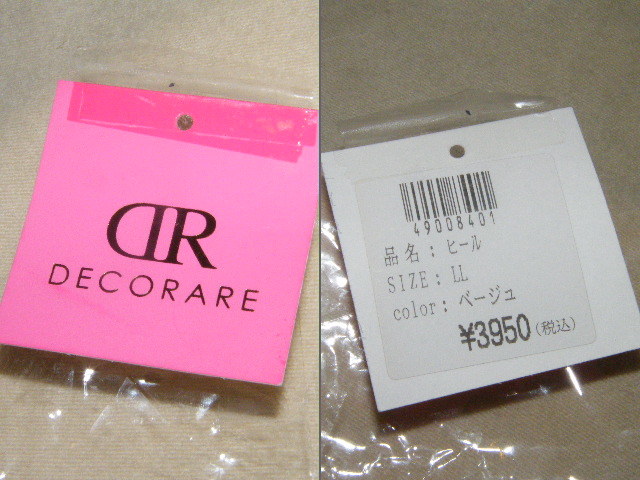 DR
DECORARE
49008401
品名：ヒール
SIZE：LL
color：ベージュ
¥3950(税込)